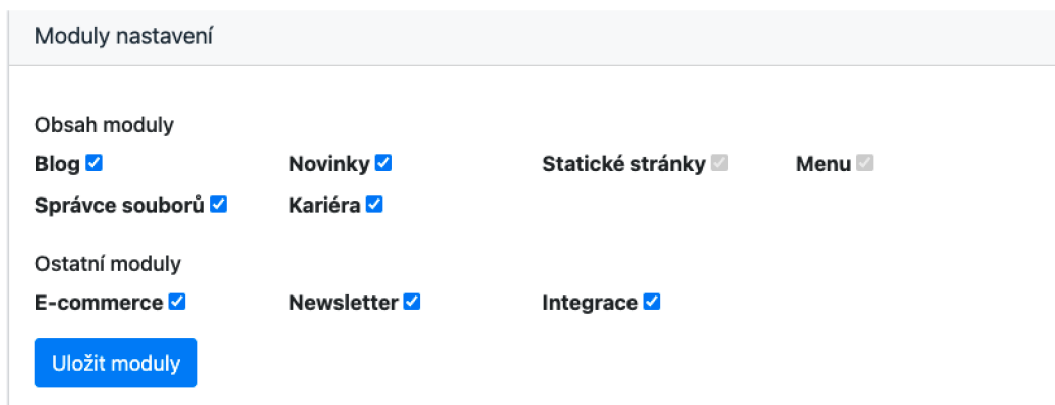 Moduly nastavení
Obsah moduly
Blog Novinky Statické stránky Menu
Správce souborů Kariéra
Ostatní moduly
E-commerce Newsletter Integrace
Uložit moduly